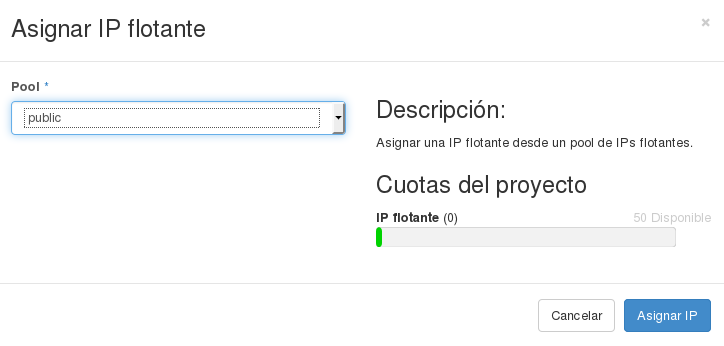 Asignar IP flotante
×
Pool *
public
Descripción:
Asignar una IP flotante desde un pool de IPs flotantes.
Cuotas del proyecto
IP flotante (0) 50 Disponible
Cancelar Asignar IP